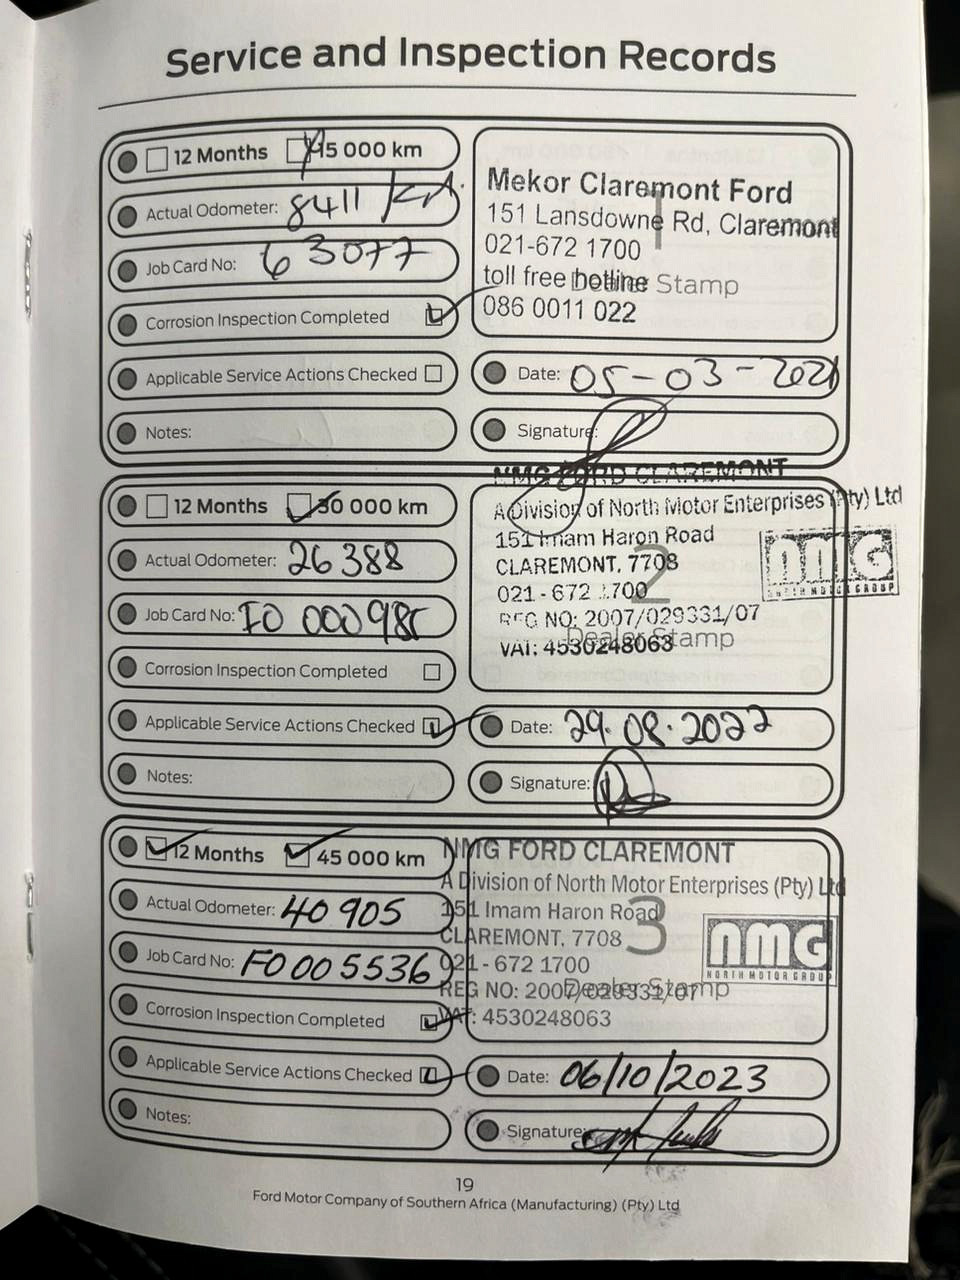 Service and Inspection Records
12 Months 15 000 km
Actual Odometer: 8411 km.
Job Card No: 63077
Corrosion Inspection Completed
Applicable Service Actions Checked
Notes:
1
Mekor Claremont Ford
151 Lansdowne Rd, Claremont
021-672 1700
toll free hotline
Dealer Stamp
086 0011 022
Date: 05-03-2021
Signature:
12 Months 30 000 km
Actual Odometer: 26388
Job Card No:
Corrosion Inspection Completed
Applicable Service Actions Checked
Notes:
2
NMG FORD CLAREMONT
A Division of North Motor Enterprises (Pty) Ltd
151 Imam Haron Road
CLAREMONT, 7708
021 - 672 1700
REG NO: 2007/029331/07
Dealer Stamp
VAT: 4530248063
nmg
NORTH MOTOR GROUP
Date: 29.08.2022
Signature:
12 Months 45 000 km
Actual Odometer: 40905
Job Card No: FO005536
Corrosion Inspection Completed
Applicable Service Actions Checked
Notes:
3
NMG FORD CLAREMONT
A Division of North Motor Enterprises (Pty) Ltd
151 Imam Haron Road
CLAREMONT, 7708
021 - 672 1700
REG NO: 2007/029331/07
Dealer Stamp
VAT: 4530248063
nmg
NORTH MOTOR GROUP
Date: 06/10/2023
Signature:
19
Ford Motor Company of Southern Africa (Manufacturing) (Pty) Ltd